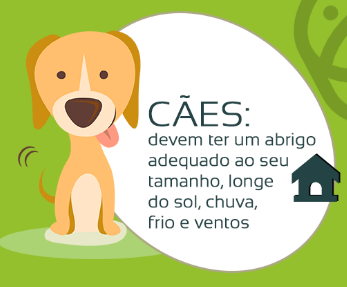 CÃES:
devem ter um abrigo
adequado ao seu
tamanho, longe
do sol, chuva,
frio e ventos